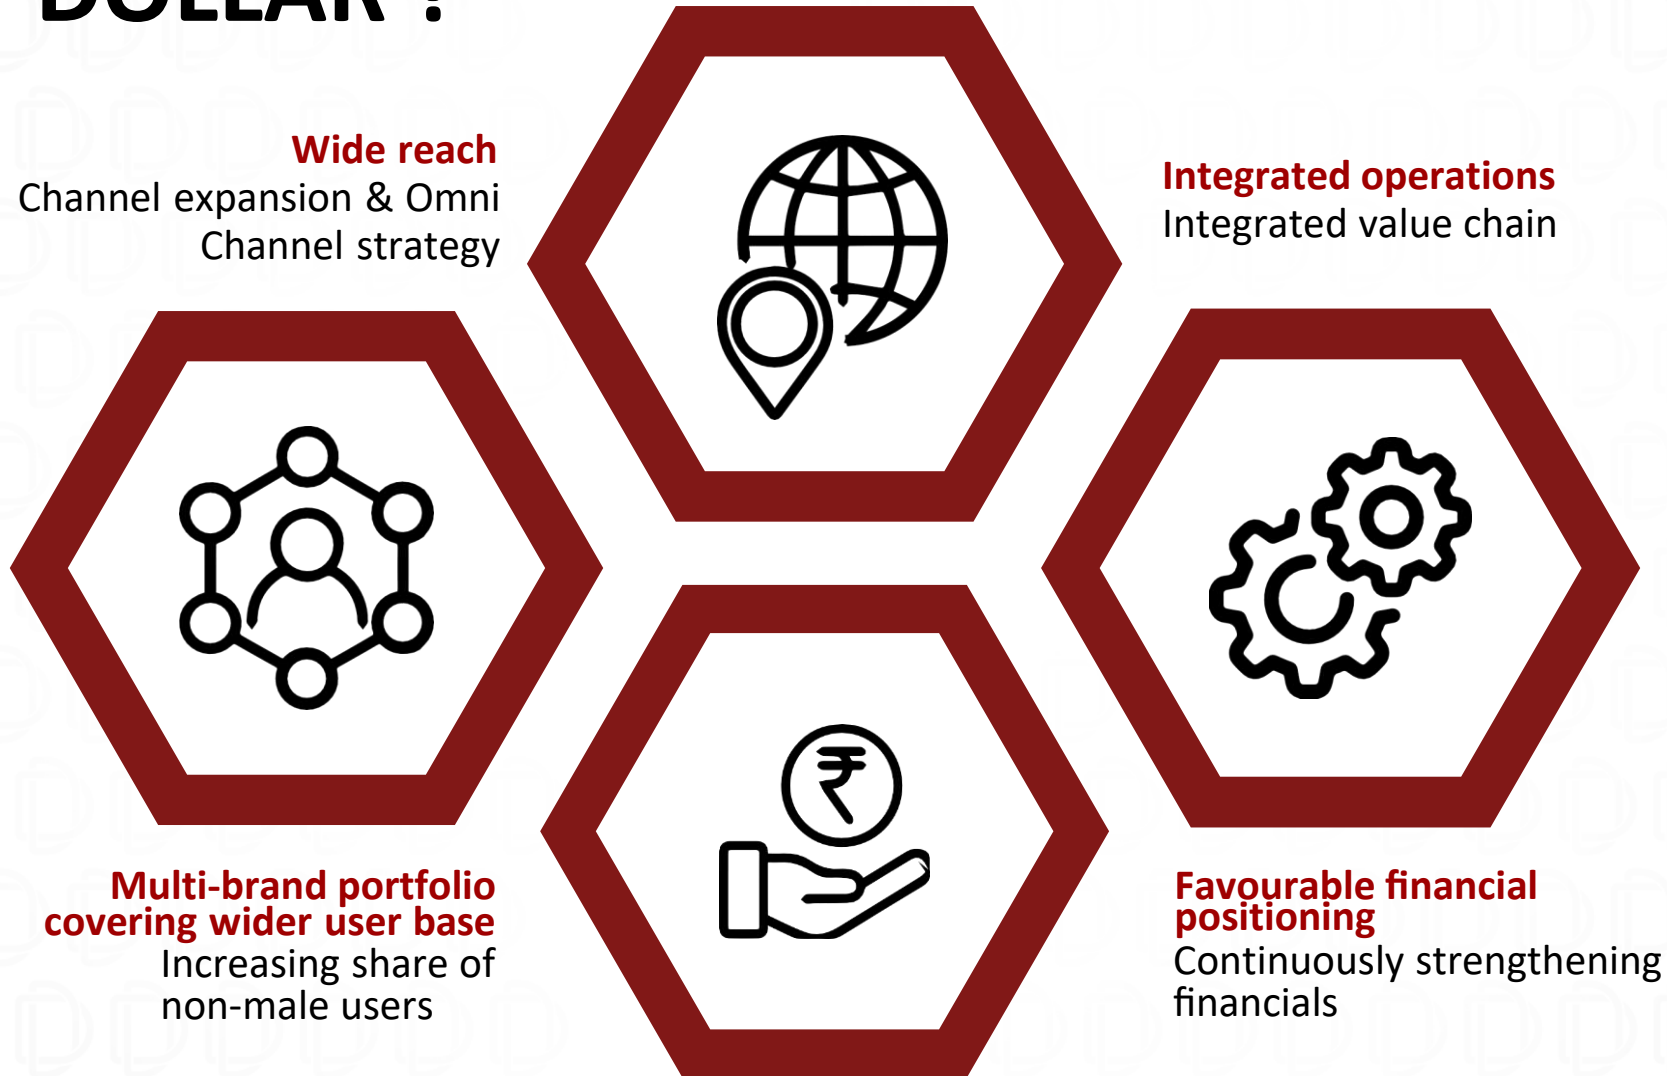 DOLLAR ?
Wide reach
Channel expansion & Omni
Channel strategy
Integrated operations
Integrated value chain
₹
Multi-brand portfolio
covering wider user base
Increasing share of
non-male users
Favourable financial
positioning
Continuously strengthening
financials